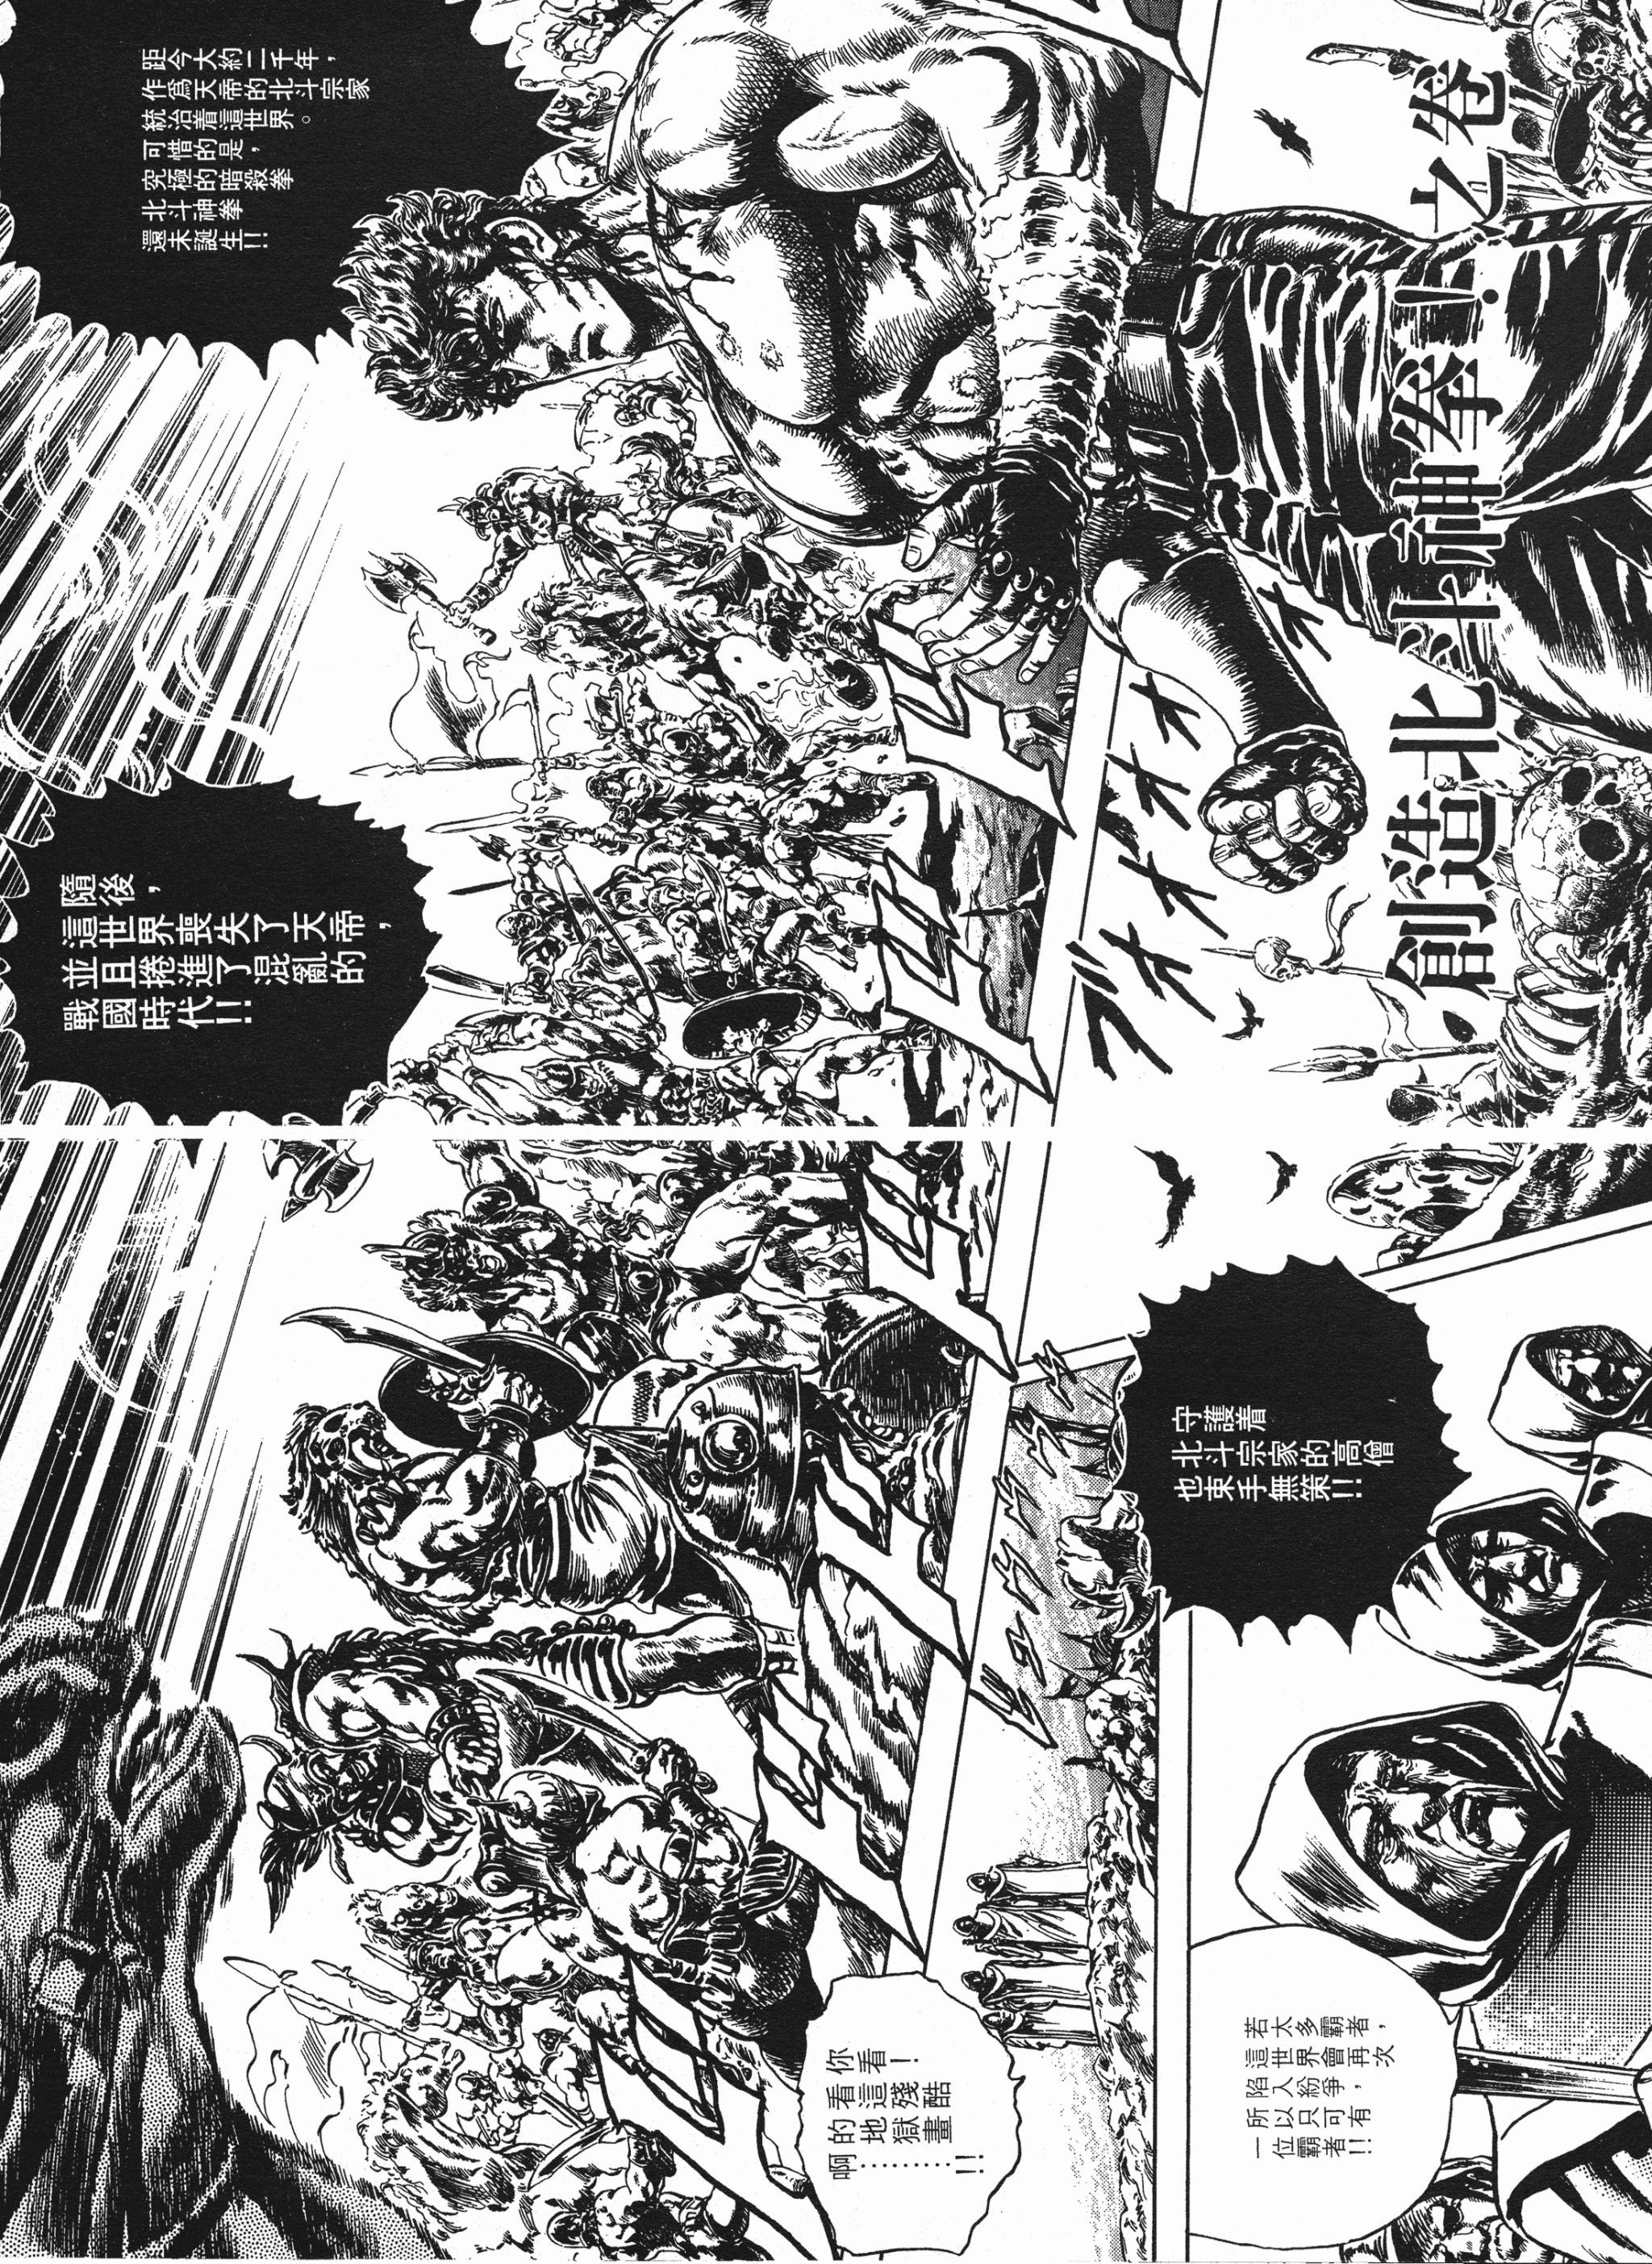 距今大約二千年，
作爲天帝的北斗宗家
統治着這世界。
可惜的是，
究極的暗殺拳
北斗神拳
還未誕生!!
隨後，
這世界喪失了天帝，
並且捲進了混亂的
戰國時代!!
創造北斗神拳!之卷
守護着
北斗宗家的高僧
也束手無策!!
你看！
看這殘酷
的地獄畫
啊………!!
若太多霸者，
這世界會再次
陷入紛爭，
所以只可有
一位霸者!!